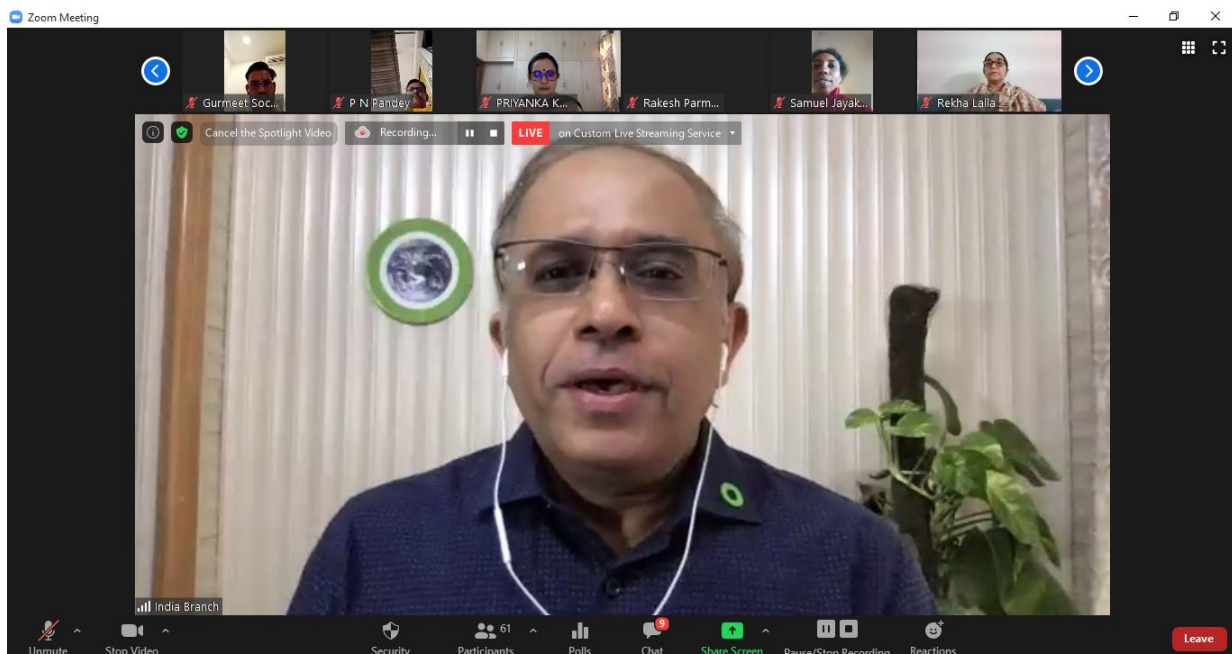 Zoom Meeting
Gurmeet Soc...
P N Pandey
PRIYANKA K...
Rakesh Parm...
Samuel Jayak...
Rekha Lalla
Cancel the Spotlight Video
Recording...
LIVE on Custom Live Streaming Service
India Branch
61
9
Unmute
Stop Video
Security
Participants
Polls
Chat
Share Screen
Pause/Stop Recording
Reactions
Leave